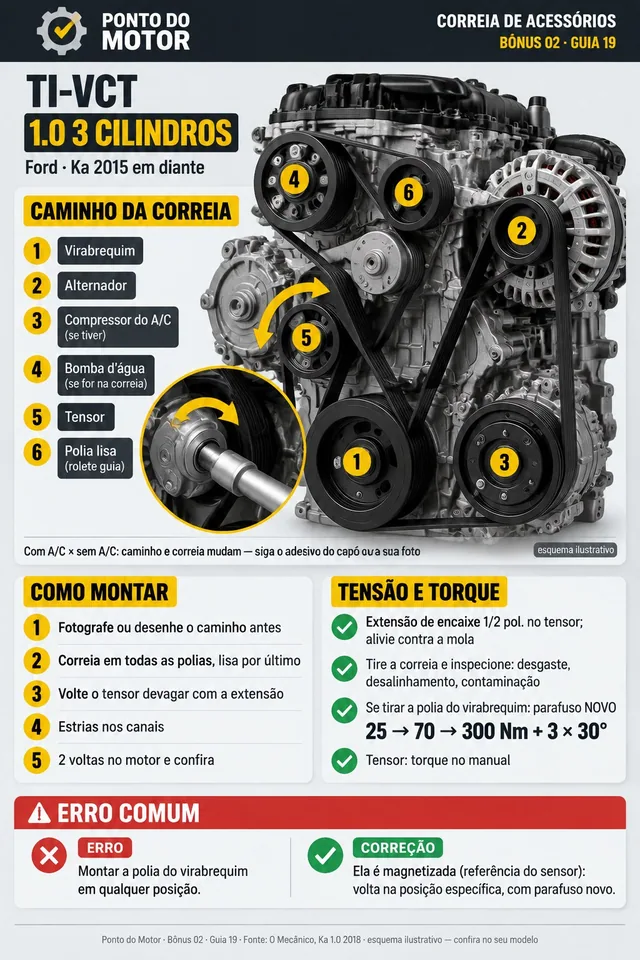 PONTO DO
MOTOR
CORREIA DE ACESSÓRIOS
BÔNUS 02 · GUIA 19
TI-VCT
1.0 3 CILINDROS
Ford · Ka 2015 em diante
CAMINHO DA CORREIA
1 Virabrequim
2 Alternador
3 Compressor do A/C
(se tiver)
4 Bomba d'água
(se for na correia)
5 Tensor
6 Polia lisa
(rolete guia)
4
6
2
5
1
3
Com A/C × sem A/C: caminho e correia mudam — siga o adesivo do capô ou a sua foto
esquema ilustrativo
COMO MONTAR
1 Fotografe ou desenhe o caminho antes
2 Correia em todas as polias, lisa por último
3 Volte o tensor devagar com a extensão
4 Estrias nos canais
5 2 voltas no motor e confira
TENSÃO E TORQUE
Extensão de encaixe 1/2 pol. no tensor;
alivie contra a mola
Tire a correia e inspecione: desgaste,
desalinhamento, contaminação
Se tirar a polia do virabrequim: parafuso NOVO
25 → 70 → 300 Nm + 3 × 30°
Tensor: torque no manual
ERRO COMUM
ERRO
Montar a polia do virabrequim
em qualquer posição.
CORREÇÃO
Ela é magnetizada (referência do sensor):
volta na posição específica, com parafuso novo.
Ponto do Motor · Bônus 02 · Guia 19 · Fonte: O Mecânico, Ka 1.0 2018 · esquema ilustrativo — confira no seu modelo